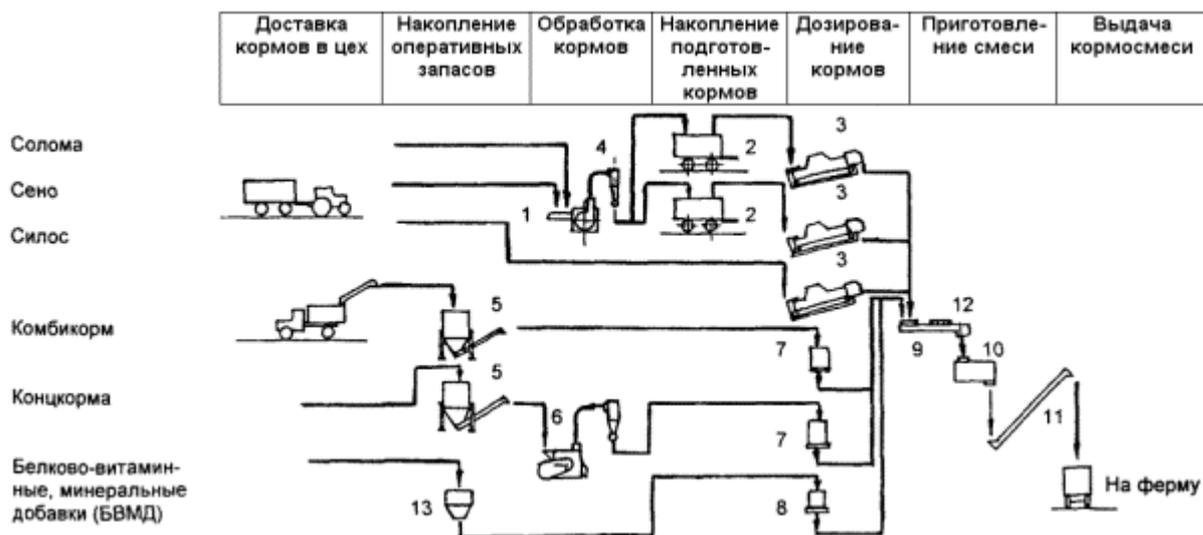 Доставка кормов в цех
Накопление оперативных запасов
Обработка кормов
Накопление подготов-ленных кормов
Дозирова-ние кормов
Приготовле-ние смеси
Выдача кормосмеси
Солома
4
2
3
Сено
1
2
3
Силос
3
5
12
Комбикорм
7
9
10
5
Концкорма
6
7
11
Белково-витамин-
ные, минеральные
добавки (БВМД)
13
8
На ферму